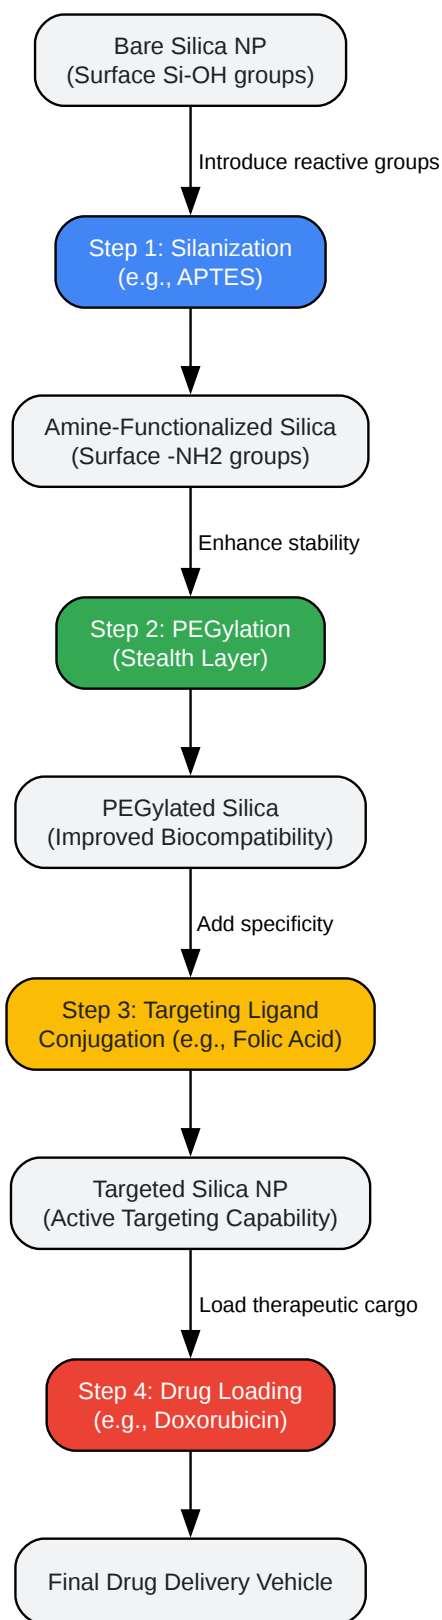 Bare Silica NP
(Surface Si-OH groups)
Introduce reactive groups
Step 1: Silanization
(e.g., APTES)
Amine-Functionalized Silica
(Surface -NH2 groups)
Enhance stability
Step 2: PEGylation
(Stealth Layer)
PEGylated Silica
(Improved Biocompatibility)
Add specificity
Step 3: Targeting Ligand
Conjugation (e.g., Folic Acid)
Targeted Silica NP
(Active Targeting Capability)
Load therapeutic cargo
Step 4: Drug Loading
(e.g., Doxorubicin)
Final Drug Delivery Vehicle